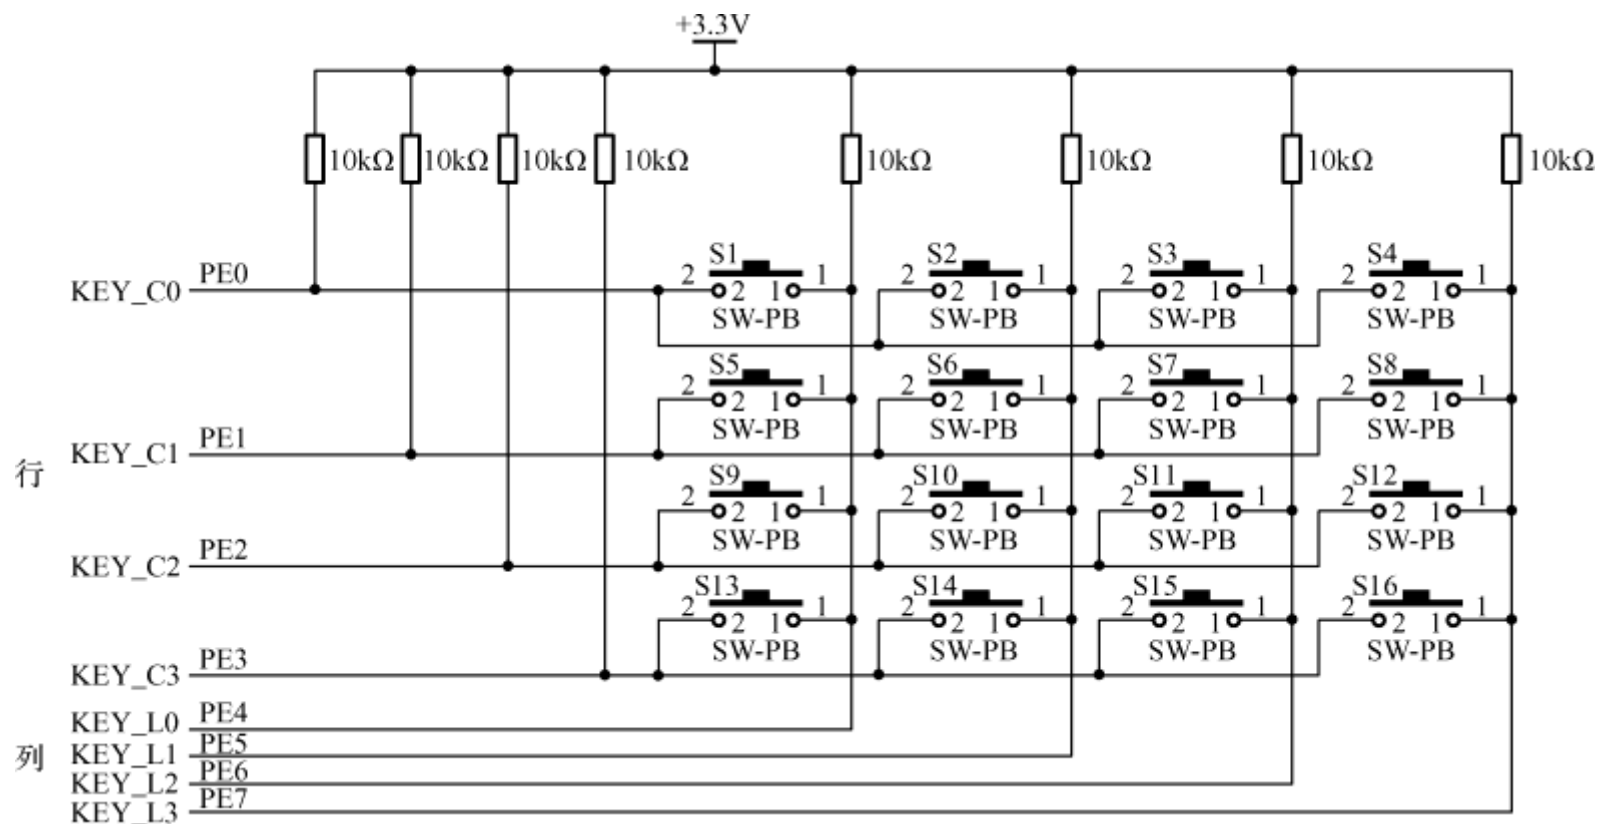 +3.3V
10kΩ 10kΩ 10kΩ 10kΩ 10kΩ 10kΩ 10kΩ 10kΩ
S1 S2 S3 S4
KEY_C0 PE0 2 2 1 1 2 2 1 1 2 2 1 1 2 2 1 1
SW-PB SW-PB SW-PB SW-PB
S5 S6 S7 S8
2 2 1 1 2 2 1 1 2 2 1 1 2 2 1 1
SW-PB SW-PB SW-PB SW-PB
KEY_C1 PE1
行
S9 S10 S11 S12
2 2 1 1 2 2 1 1 2 2 1 1 2 2 1 1
SW-PB SW-PB SW-PB SW-PB
KEY_C2 PE2
S13 S14 S15 S16
2 2 1 1 2 2 1 1 2 2 1 1 2 2 1 1
SW-PB SW-PB SW-PB SW-PB
KEY_C3 PE3
KEY_L0 PE4
列
KEY_L1 PE5
KEY_L2 PE6
KEY_L3 PE7